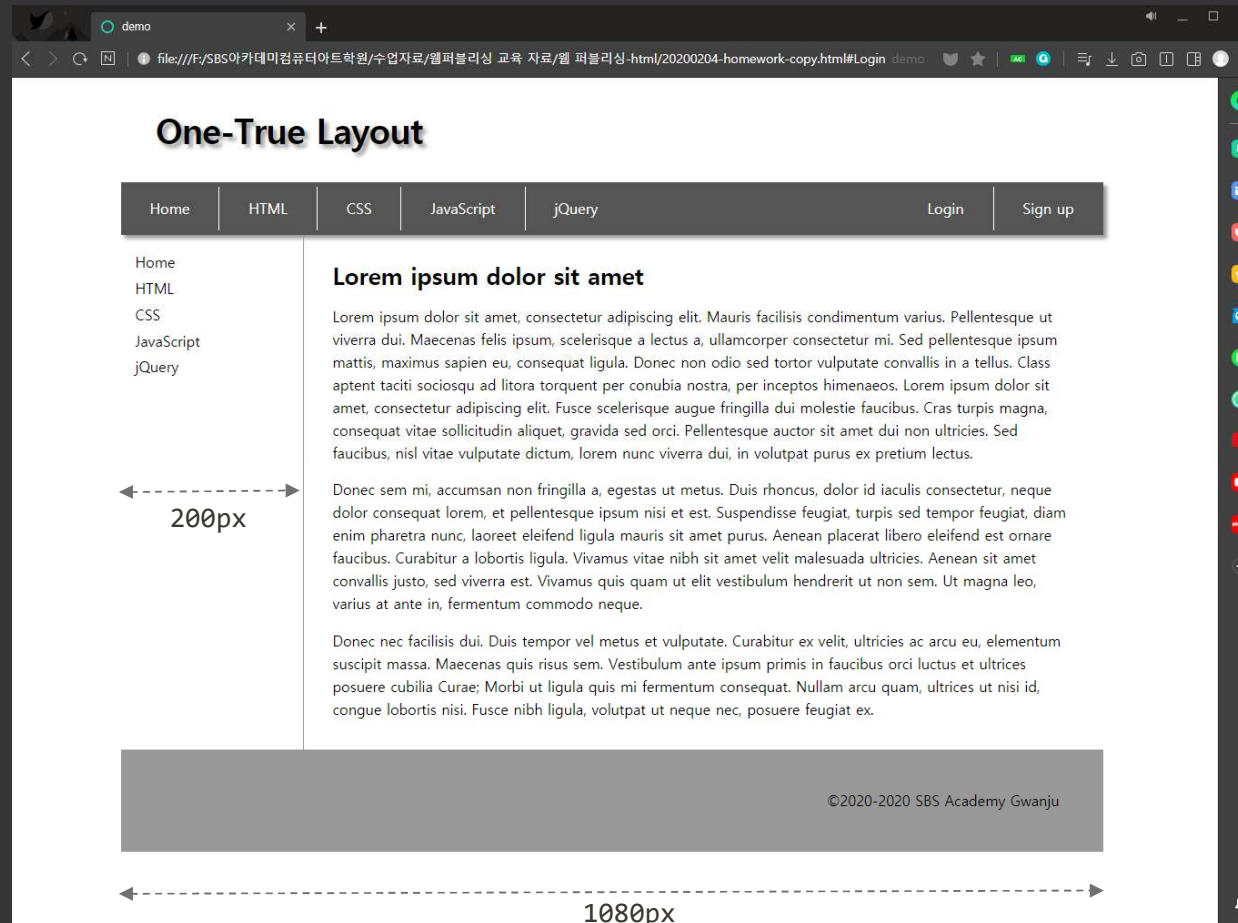 demo
file:///F:/SBS아카데미컴퓨터아트학원/수업자료/웹퍼블리싱 교육 자료/웹 퍼블리싱-html/20200204-homework-copy.html#Login demo
One-True Layout
Home HTML CSS JavaScript jQuery Login Sign up
Home
HTML
CSS
JavaScript
jQuery
200px
Lorem ipsum dolor sit amet
Lorem ipsum dolor sit amet, consectetur adipiscing elit. Mauris facilisis condimentum varius. Pellentesque ut
viverra dui. Maecenas felis ipsum, scelerisque a lectus a, ullamcorper consectetur mi. Sed pellentesque ipsum
mattis, maximus sapien eu, consequat ligula. Donec non odio sed tortor vulputate convallis in a tellus. Class
aptent taciti sociosqu ad litora torquent per conubia nostra, per inceptos himenaeos. Lorem ipsum dolor sit
amet, consectetur adipiscing elit. Fusce scelerisque augue fringilla dui molestie faucibus. Cras turpis magna,
consequat vitae sollicitudin aliquet, gravida sed orci. Pellentesque auctor sit amet dui non ultricies. Sed
faucibus, nisl vitae vulputate dictum, lorem nunc viverra dui, in volutpat purus ex pretium lectus.
Donec sem mi, accumsan non fringilla a, egestas ut metus. Duis rhoncus, dolor id iaculis consectetur, neque
dolor consequat lorem, et pellentesque ipsum nisi et est. Suspendisse feugiat, turpis sed tempor feugiat, diam
enim pharetra nunc, laoreet eleifend ligula mauris sit amet purus. Aenean placerat libero eleifend est ornare
faucibus. Curabitur a lobortis ligula. Vivamus vitae nibh sit amet velit malesuada ultricies. Aenean sit amet
convallis justo, sed viverra est. Vivamus quis quam ut elit vestibulum hendrerit ut non sem. Ut magna leo,
varius at ante in, fermentum commodo neque.
Donec nec facilisis dui. Duis tempor vel metus et vulputate. Curabitur ex velit, ultricies ac arcu eu, elementum
suscipit massa. Maecenas quis risus sem. Vestibulum ante ipsum primis in faucibus orci luctus et ultrices
posuere cubilia Curae; Morbi ut ligula quis mi fermentum consequat. Nullam arcu quam, ultrices ut nisi id,
congue lobortis nisi. Fusce nibh ligula, volutpat ut neque nec, posuere feugiat ex.
©2020-2020 SBS Academy Gwanju
1080px